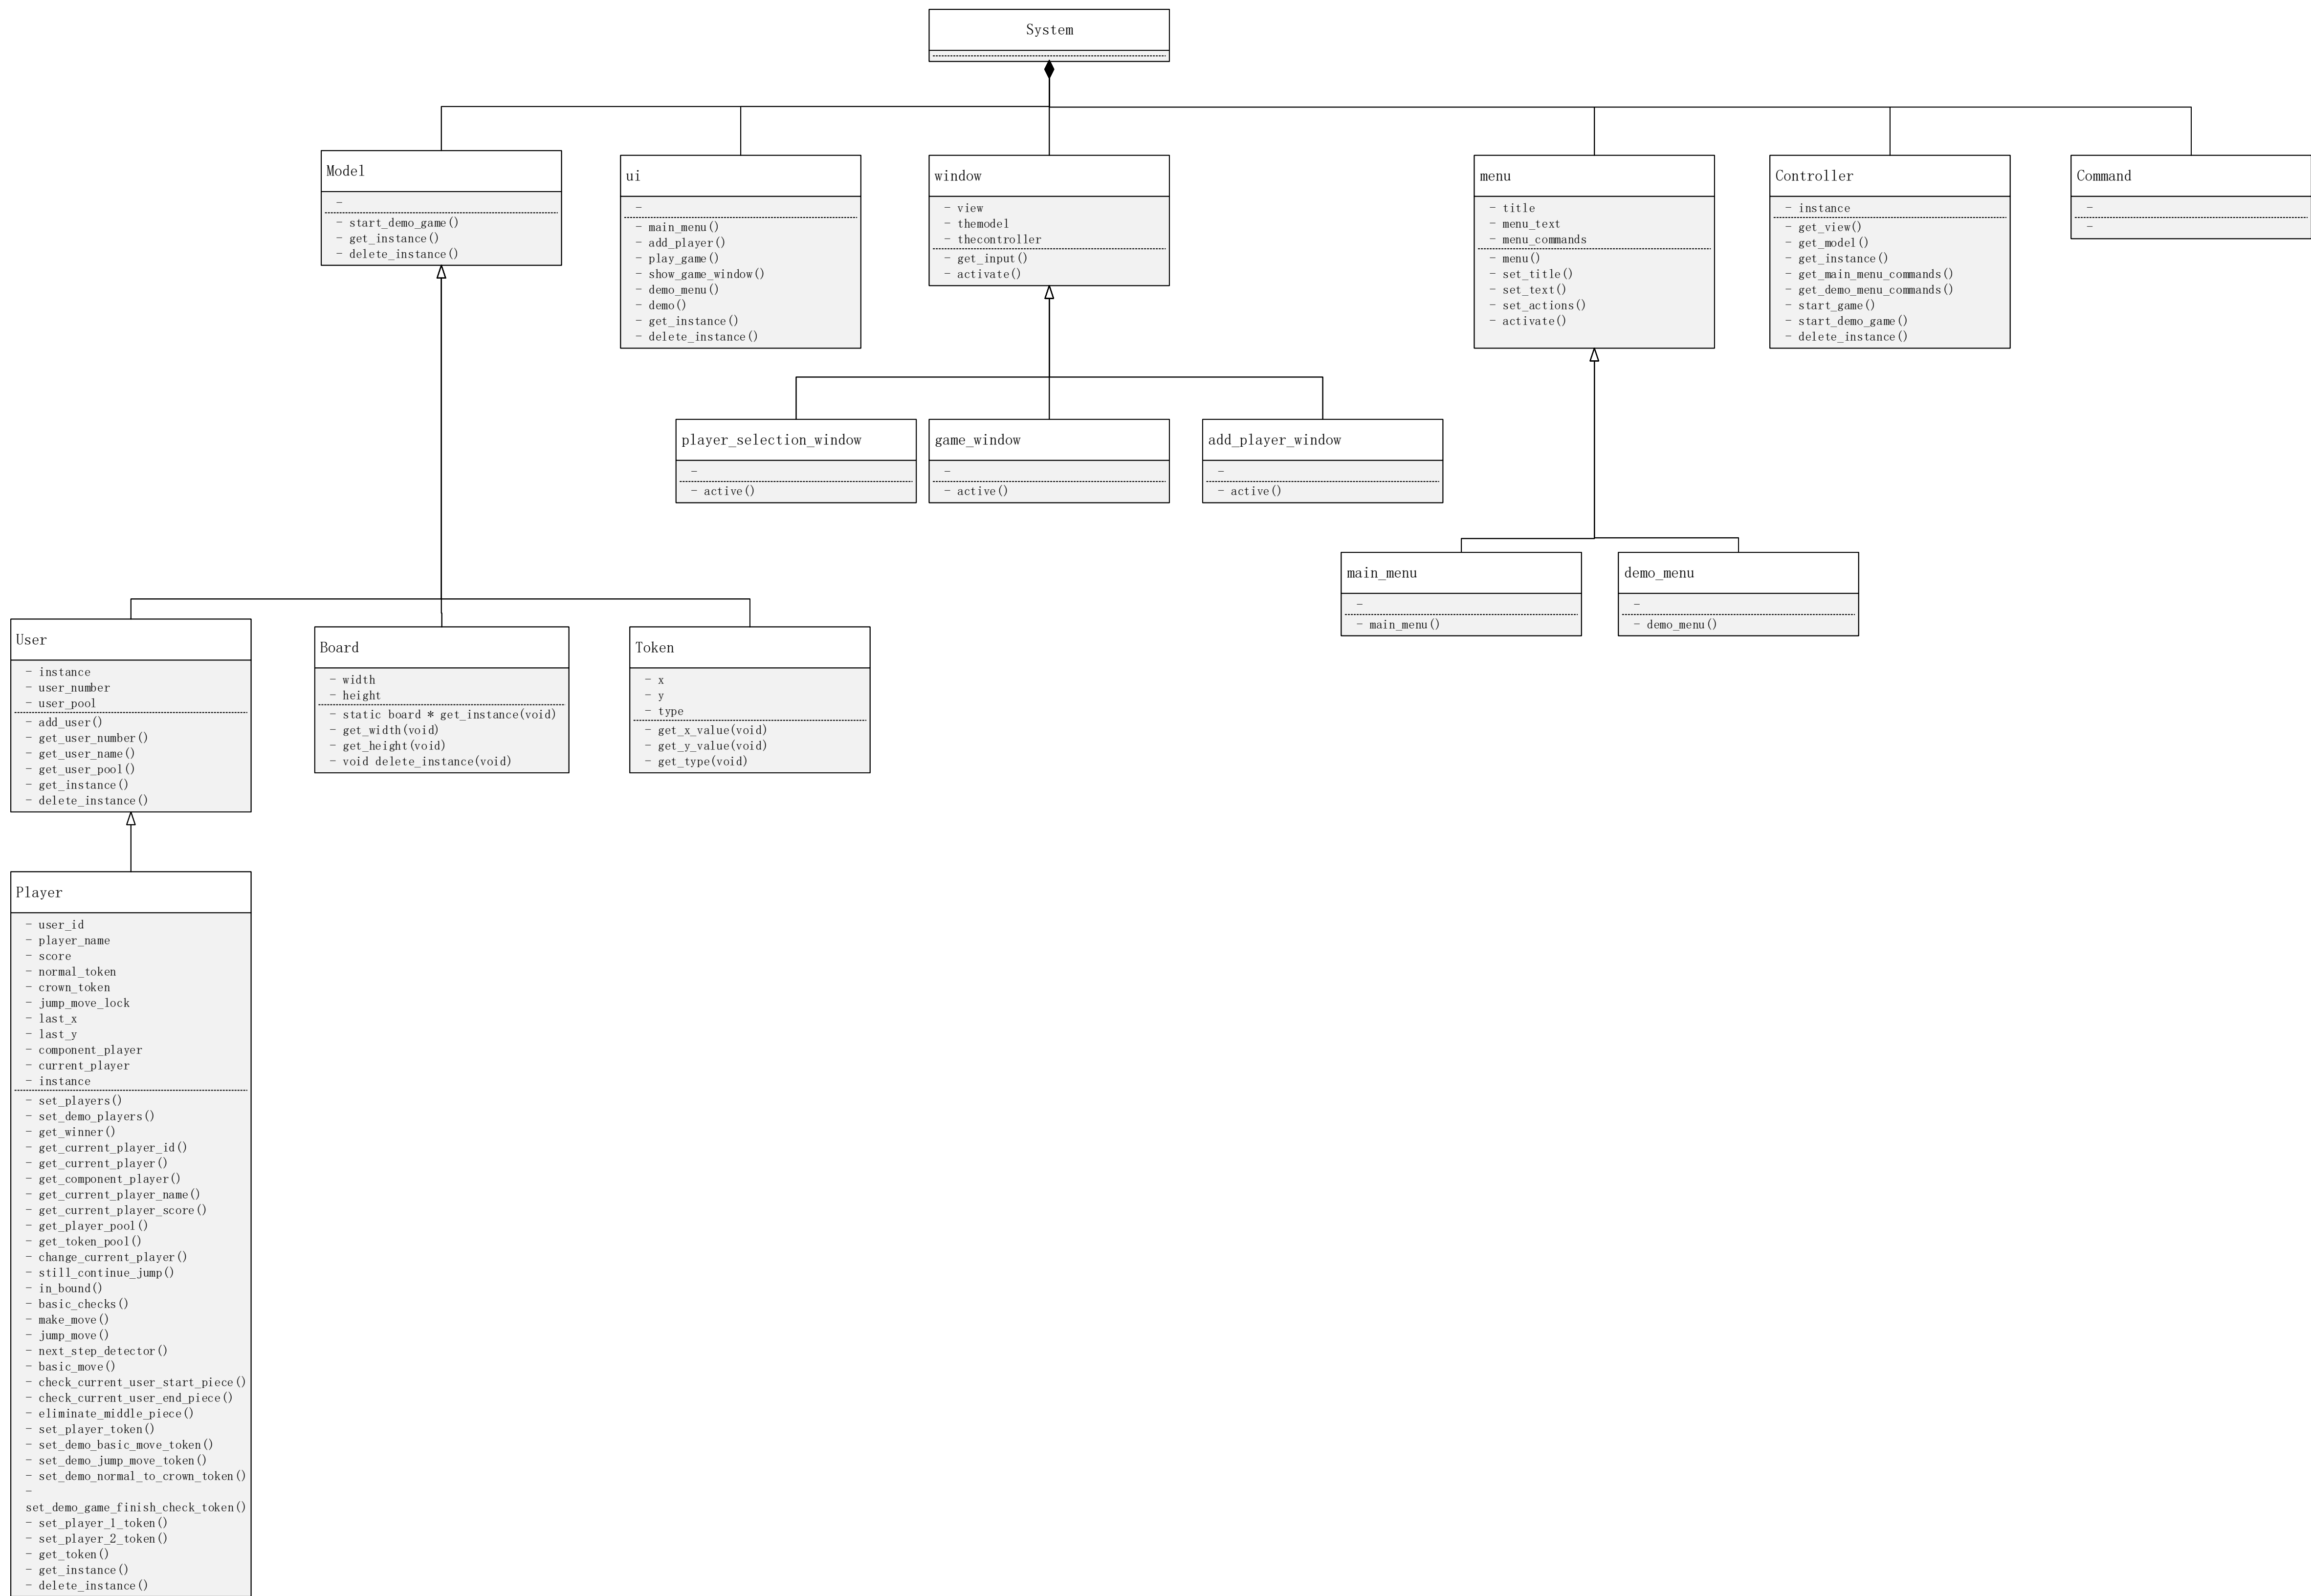 System
Model
-
- start_demo_game()
- get_instance()
- delete_instance()
ui
-
- main_menu()
- add_player()
- play_game()
- show_game_window()
- demo_menu()
- demo()
- get_instance()
- delete_instance()
window
- view
- themodel
- thecontroller
- get_input()
- activate()
menu
- title
- menu_text
- menu_commands
- menu()
- set_title()
- set_text()
- set_actions()
- activate()
Controller
- instance
- get_view()
- get_model()
- get_instance()
- get_main_menu_commands()
- get_demo_menu_commands()
- start_game()
- start_demo_game()
- delete_instance()
Command
-
-
player_selection_window
-
- active()
game_window
-
- active()
add_player_window
-
- active()
main_menu
-
- main_menu()
demo_menu
-
- demo_menu()
User
- instance
- user_number
- user_pool
- add_user()
- get_user_number()
- get_user_name()
- get_user_pool()
- get_instance()
- delete_instance()
Board
- width
- height
- static board * get_instance(void)
- get_width(void)
- get_height(void)
- void delete_instance(void)
Token
- x
- y
- type
- get_x_value(void)
- get_y_value(void)
- get_type(void)
Player
- user_id
- player_name
- score
- normal_token
- crown_token
- jump_move_lock
- last_x
- last_y
- component_player
- current_player
- instance
- set_players()
- set_demo_players()
- get_winner()
- get_current_player_id()
- get_current_player()
- get_component_player()
- get_current_player_name()
- get_current_player_score()
- get_player_pool()
- get_token_pool()
- change_current_player()
- still_continue_jump()
- in_bound()
- basic_checks()
- make_move()
- jump_move()
- next_step_detector()
- basic_move()
- check_current_user_start_piece()
- check_current_user_end_piece()
- eliminate_middle_piece()
- set_player_token()
- set_demo_basic_move_token()
- set_demo_jump_move_token()
- set_demo_normal_to_crown_token()
-
set_demo_game_finish_check_token()
- set_player_1_token()
- set_player_2_token()
- get_token()
- get_instance()
- delete_instance()